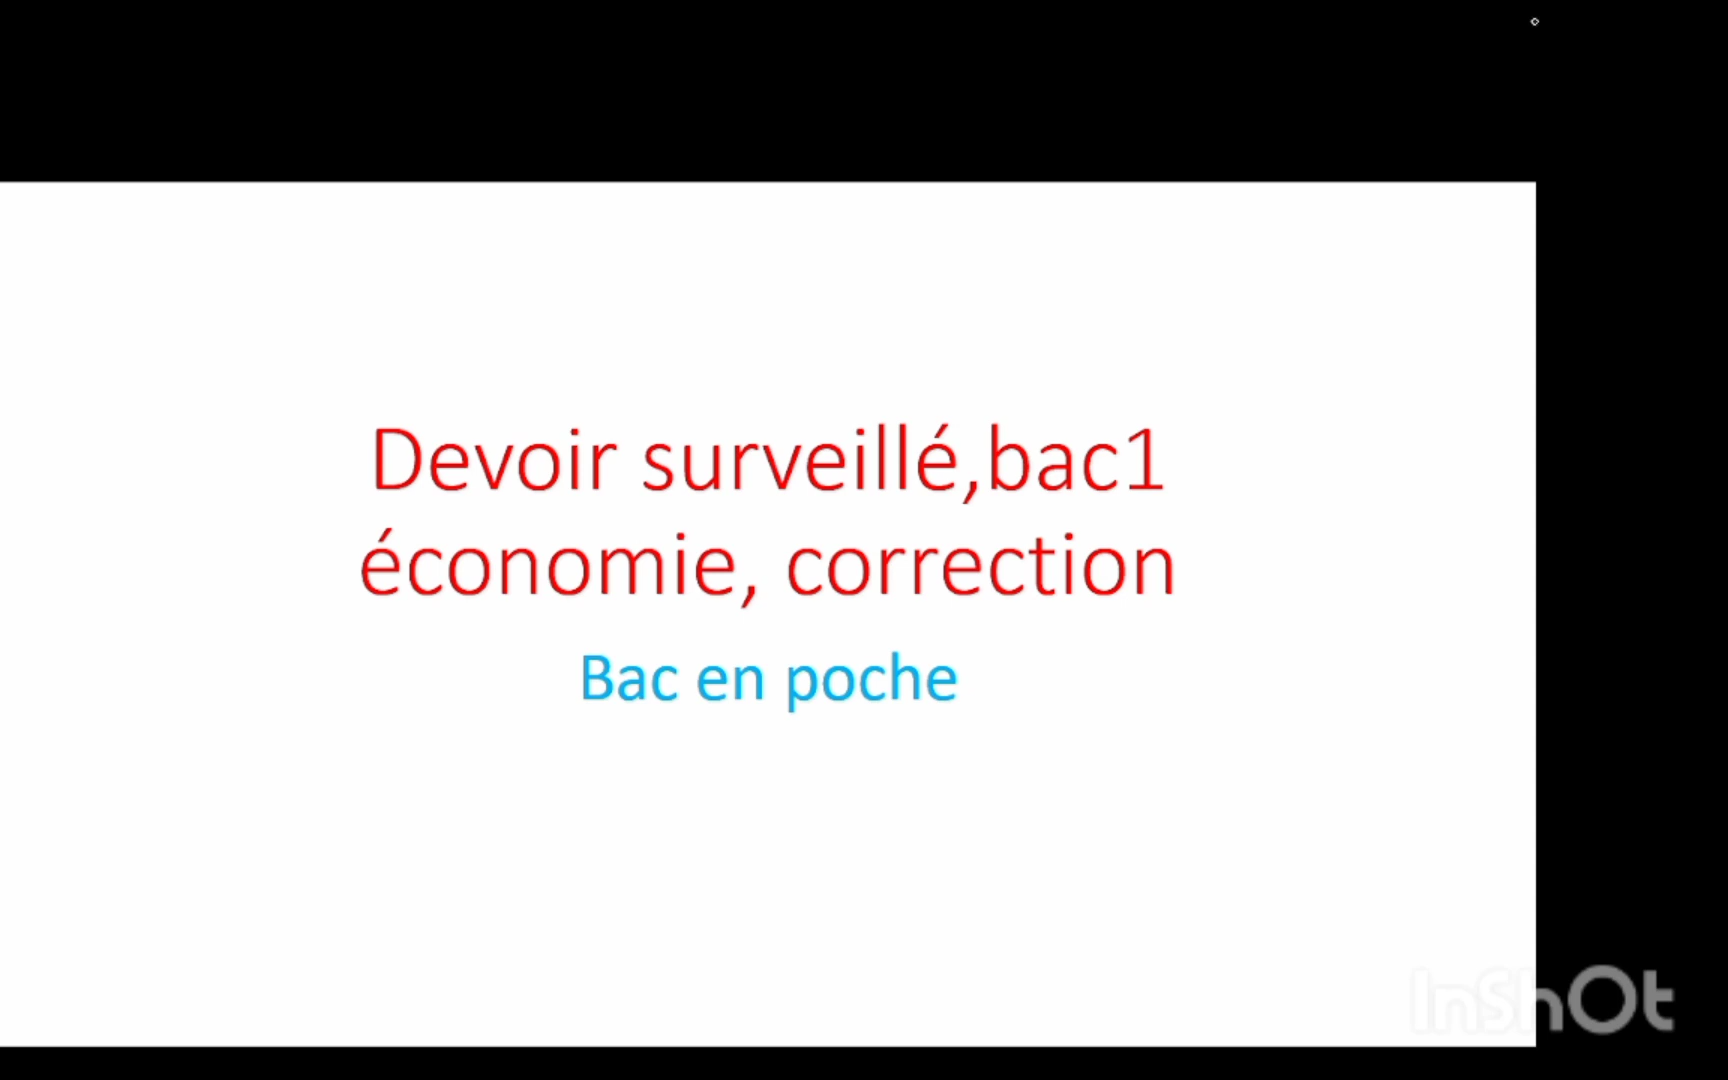 Devoir surveillé,bac1
économie, correction
Bac en poche
InShOt